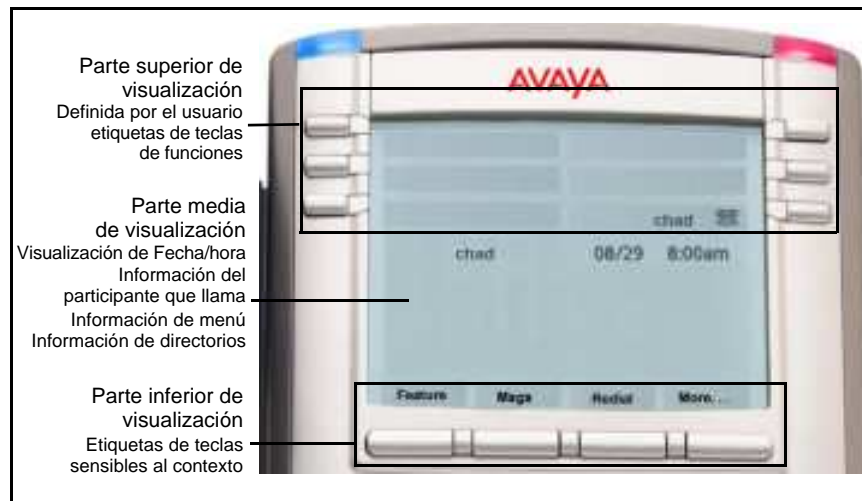 AVAYA
Parte superior de
visualización
Definida por el usuario
etiquetas de teclas
de funciones
chad
Parte media
de visualización
Visualización de Fecha/hora
Información del
participante que llama
Información de menú
Información de directorios
chad 08/29 8:00am
Parte inferior de
visualización
Etiquetas de teclas
sensibles al contexto
Feature Msgs Redial More...